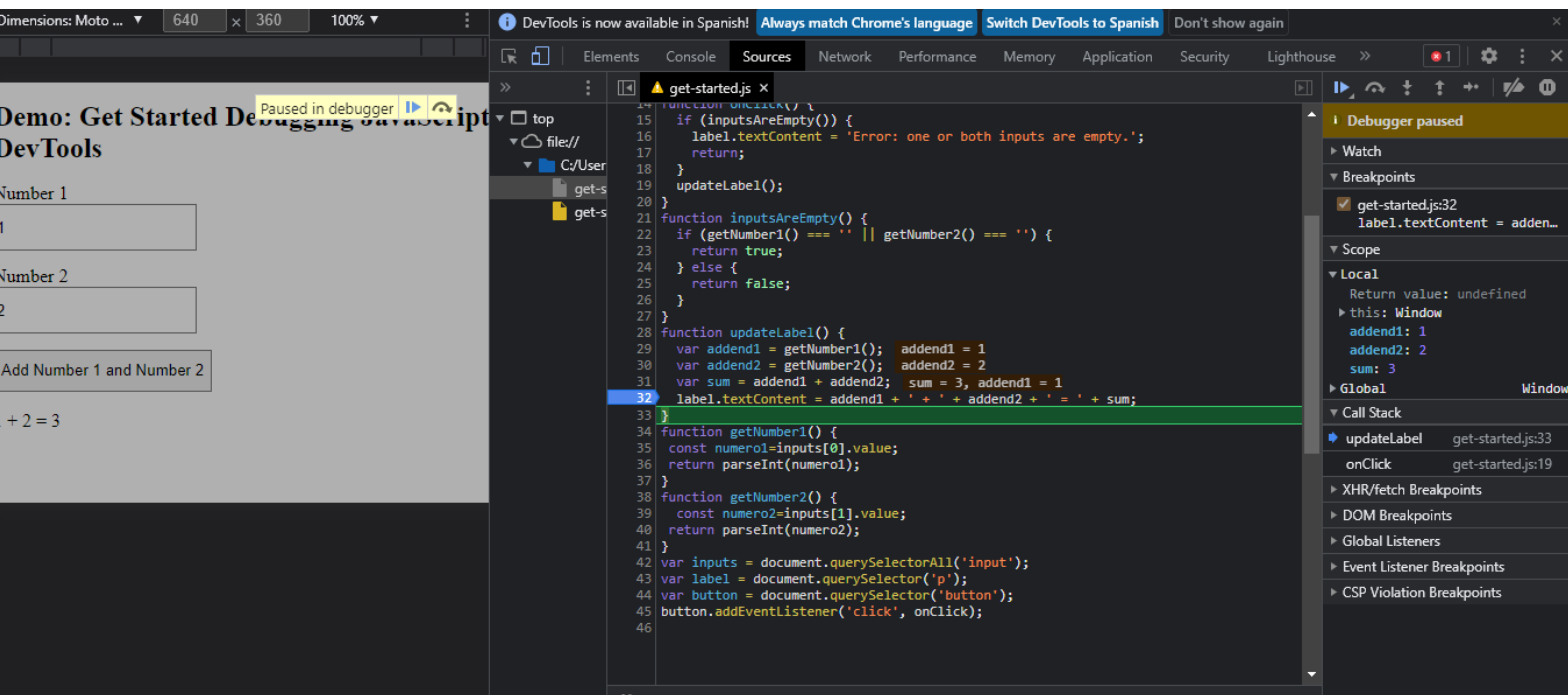 Dimensions: Moto ... ▼ 640 × 360 100% ▼
DevTools is now available in Spanish! Always match Chrome's language Switch DevTools to Spanish Don't show again
Elements Console Sources Network Performance Memory Application Security Lighthouse » 1
Demo: Get Started Debugging JavaScript
DevTools
Paused in debugger
Number 1
1
Number 2
2
Add Number 1 and Number 2
+ 2 = 3
»
top
file://
C:/User
get-s
get-s
get-started.js ×
14 function onClick() {
15 if (inputsAreEmpty()) {
16 label.textContent = 'Error: one or both inputs are empty.';
17 return;
18 }
19 updateLabel();
20 }
21 function inputsAreEmpty() {
22 if (getNumber1() === '' || getNumber2() === '') {
23 return true;
24 } else {
25 return false;
26 }
27 }
28 function updateLabel() {
29 var addend1 = getNumber1(); addend1 = 1
30 var addend2 = getNumber2(); addend2 = 2
31 var sum = addend1 + addend2; sum = 3, addend1 = 1
32 label.textContent = addend1 + ' + ' + addend2 + ' = ' + sum;
33 }
34 function getNumber1() {
35 const numero1=inputs[0].value;
36 return parseInt(numero1);
37 }
38 function getNumber2() {
39 const numero2=inputs[1].value;
40 return parseInt(numero2);
41 }
42 var inputs = document.querySelectorAll('input');
43 var label = document.querySelector('p');
44 var button = document.querySelector('button');
45 button.addEventListener('click', onClick);
46
Debugger paused
Watch
Breakpoints
get-started.js:32
label.textContent = adden…
Scope
Local
Return value: undefined
this: Window
addend1: 1
addend2: 2
sum: 3
Global Window
Call Stack
updateLabel get-started.js:33
onClick get-started.js:19
XHR/fetch Breakpoints
DOM Breakpoints
Global Listeners
Event Listener Breakpoints
CSP Violation Breakpoints